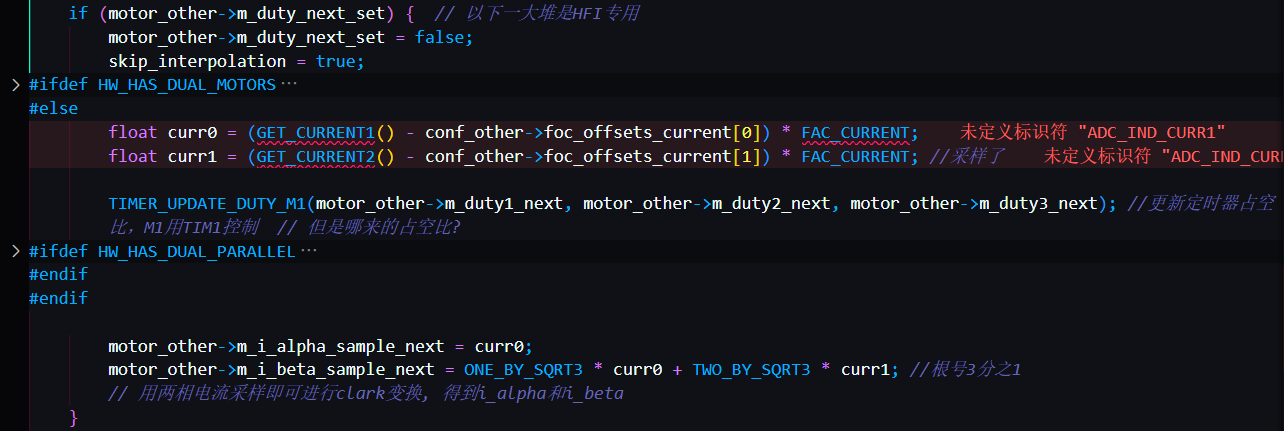 if (motor_other->m_duty_next_set) {  // 以下一大堆是HFI专用
motor_other->m_duty_next_set = false;
skip_interpolation = true;
#ifdef HW_HAS_DUAL_MOTORS ···
#else
float curr0 = (GET_CURRENT1() - conf_other->foc_offsets_current[0]) * FAC_CURRENT;    未定义标识符 "ADC_IND_CURR1"
float curr1 = (GET_CURRENT2() - conf_other->foc_offsets_current[1]) * FAC_CURRENT; //采样了    未定义标识符 "ADC_IND_CUR
TIMER_UPDATE_DUTY_M1(motor_other->m_duty1_next, motor_other->m_duty2_next, motor_other->m_duty3_next); //更新定时器占空
比，M1用TIM1控制  // 但是哪来的占空比?
#ifdef HW_HAS_DUAL_PARALLEL ···
#endif
#endif
motor_other->m_i_alpha_sample_next = curr0;
motor_other->m_i_beta_sample_next = ONE_BY_SQRT3 * curr0 + TWO_BY_SQRT3 * curr1; //根号3分之1
// 用两相电流采样即可进行clark变换, 得到i_alpha和i_beta
}